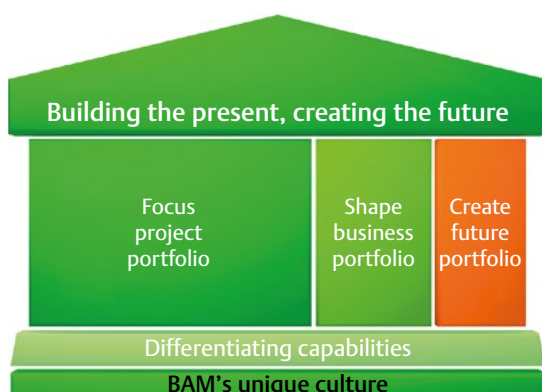 Building the present, creating the future
Focus
project
portfolio
Shape
business
portfolio
Create
future
portfolio
Differentiating capabilities
BAM's unique culture